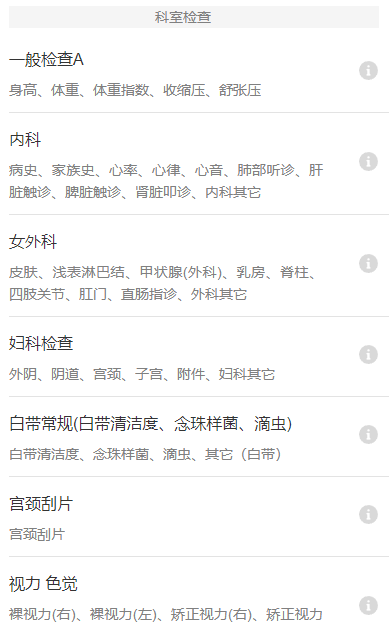 科室检查
一般检查A
身高、体重、体重指数、收缩压、舒张压
内科
病史、家族史、心率、心律、心音、肺部听诊、肝
脏触诊、脾脏触诊、肾脏叩诊、内科其它
女外科
皮肤、浅表淋巴结、甲状腺(外科)、乳房、脊柱、
四肢关节、肛门、直肠指诊、外科其它
妇科检查
外阴、阴道、宫颈、子宫、附件、妇科其它
白带常规(白带清洁度、念珠样菌、滴虫)
白带清洁度、念珠样菌、滴虫、其它（白带）
宫颈刮片
宫颈刮片
视力 色觉
裸视力(右)、裸视力(左)、矫正视力(右)、矫正视力